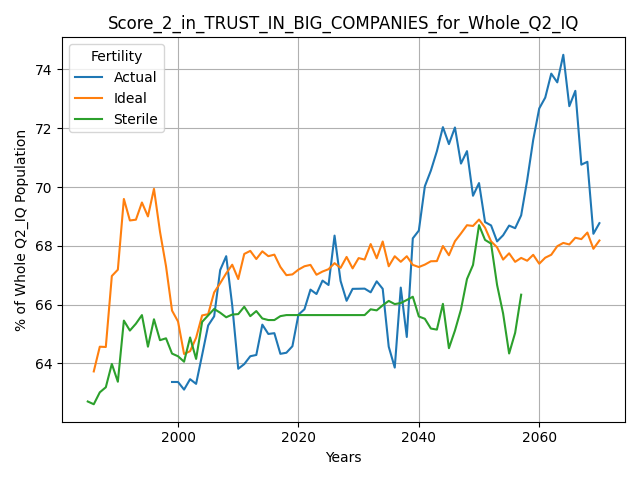 Score_2_in_TRUST_IN_BIG_COMPANIES_for_Whole_Q2_IQ
Fertility
Actual
Ideal
Sterile
% of Whole Q2_IQ Population
74
72
70
68
66
64
2000
2020
2040
2060
Years